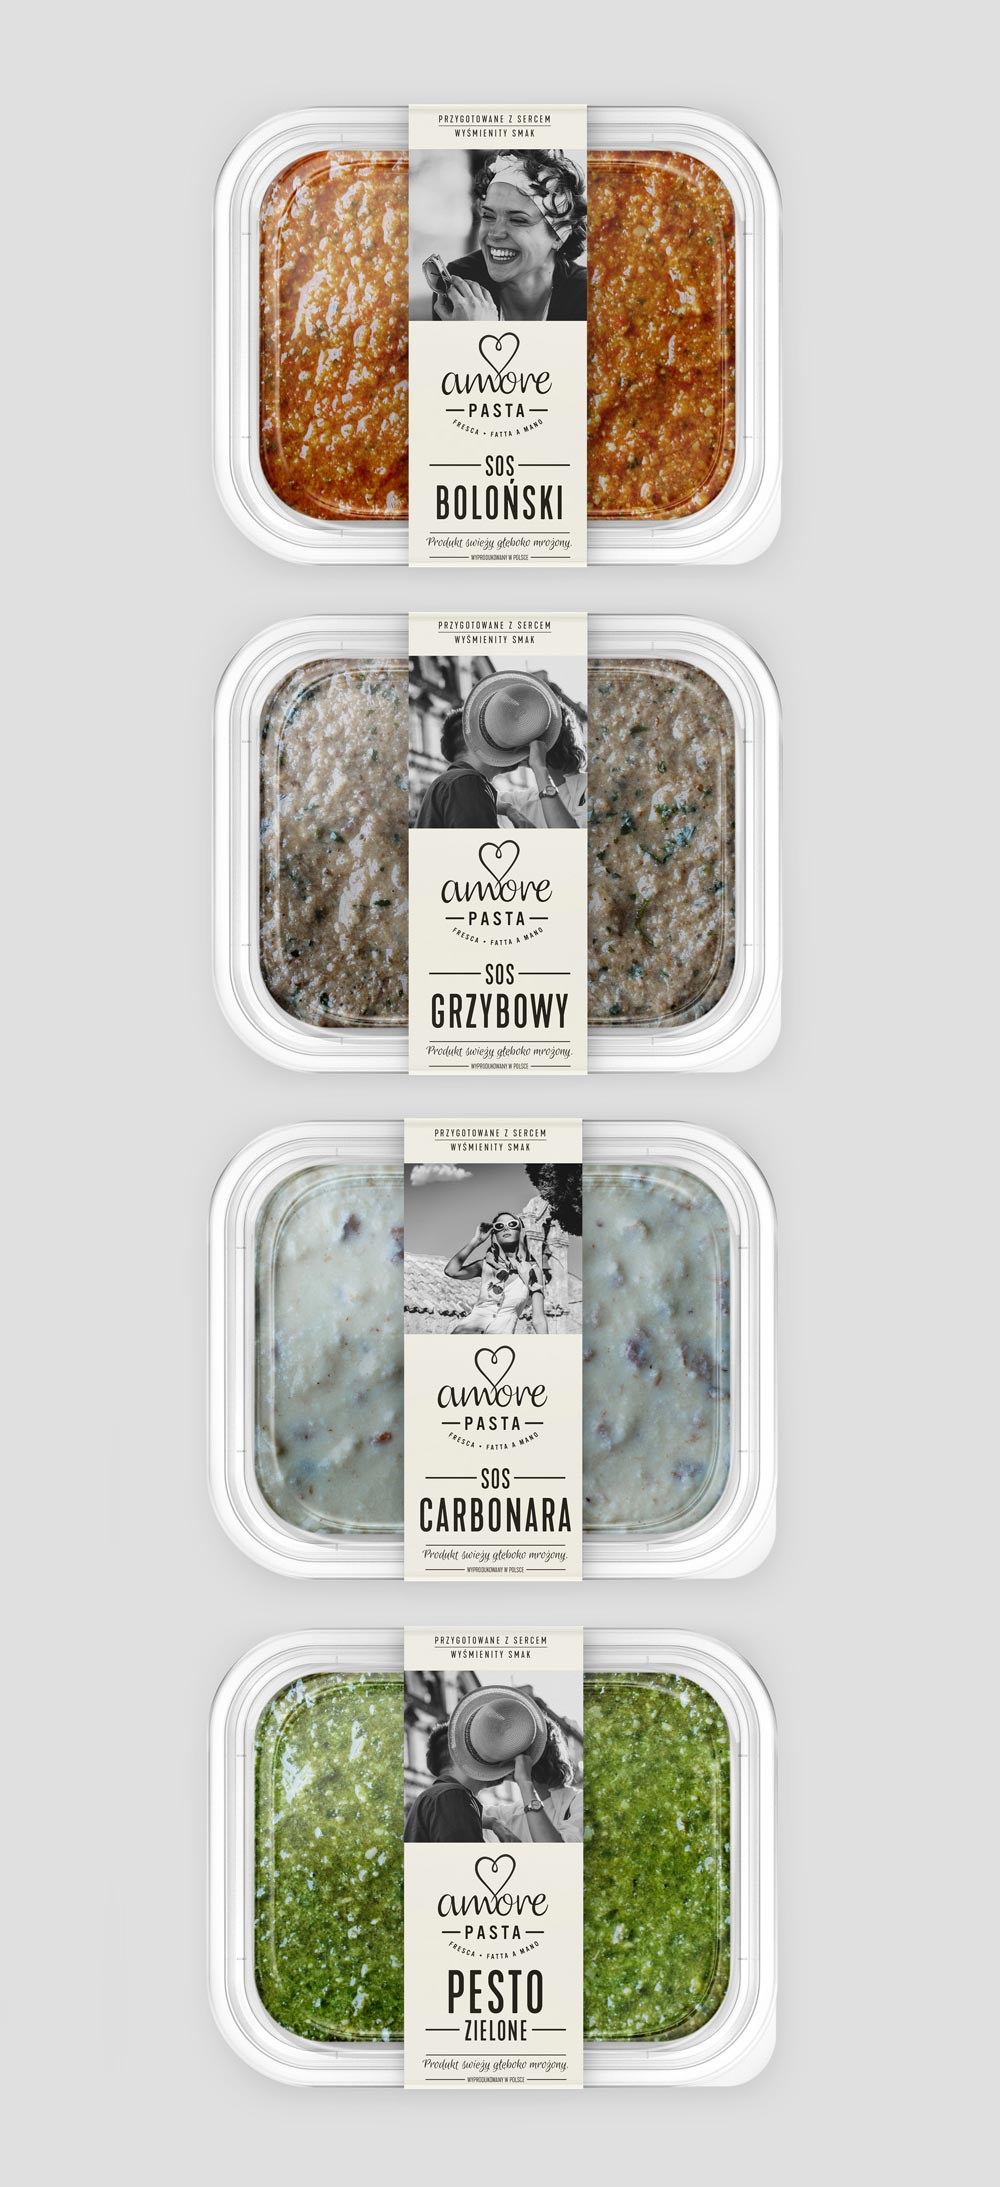 PRZYGOTOWANE Z SERCEM
WYŚMIENITY SMAK
amore
PASTA
FRESCA • FATTA A MANO
SOS
BOLOŃSKI
Produkt świeży głęboko mrożony.
WYPRODUKOWANY W POLSCE
PRZYGOTOWANE Z SERCEM
WYŚMIENITY SMAK
amore
PASTA
FRESCA • FATTA A MANO
SOS
GRZYBOWY
Produkt świeży głęboko mrożony.
WYPRODUKOWANY W POLSCE
PRZYGOTOWANE Z SERCEM
WYŚMIENITY SMAK
amore
PASTA
FRESCA • FATTA A MANO
SOS
CARBONARA
Produkt świeży głęboko mrożony.
WYPRODUKOWANY W POLSCE
PRZYGOTOWANE Z SERCEM
WYŚMIENITY SMAK
amore
PASTA
FRESCA • FATTA A MANO
PESTO
ZIELONE
Produkt świeży głęboko mrożony.
WYPRODUKOWANY W POLSCE